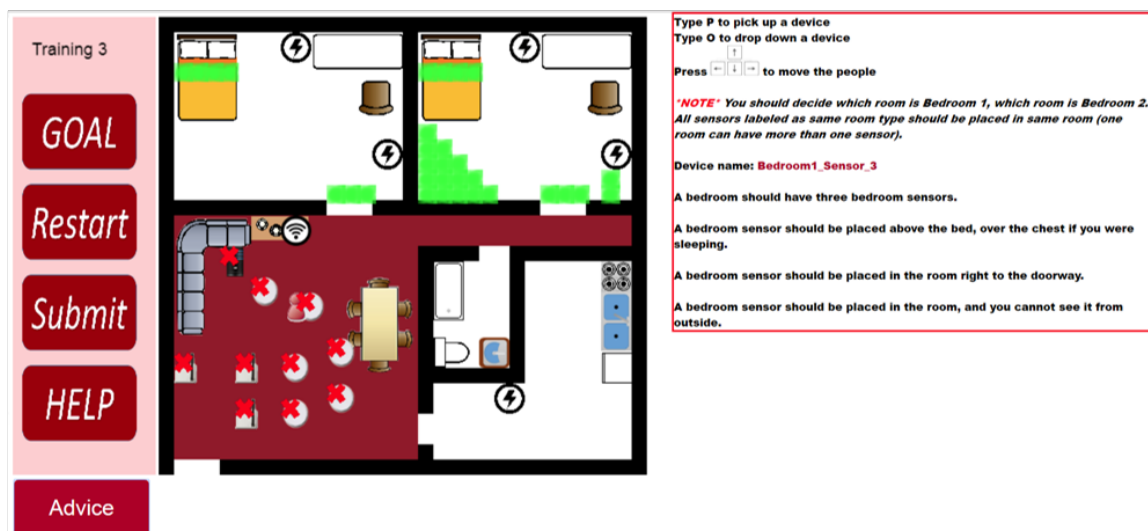 Training 3
GOAL
Restart
Submit
HELP
Advice
Type P to pick up a device
Type O to drop down a device
Press ← ↑ ↓ → to move the people
*NOTE* You should decide which room is Bedroom 1, which room is Bedroom 2.
All sensors labeled as same room type should be placed in same room (one
room can have more than one sensor).
Device name: Bedroom1_Sensor_3
A bedroom should have three bedroom sensors.
A bedroom sensor should be placed above the bed, over the chest if you were
sleeping.
A bedroom sensor should be placed in the room right to the doorway.
A bedroom sensor should be placed in the room, and you cannot see it from
outside.